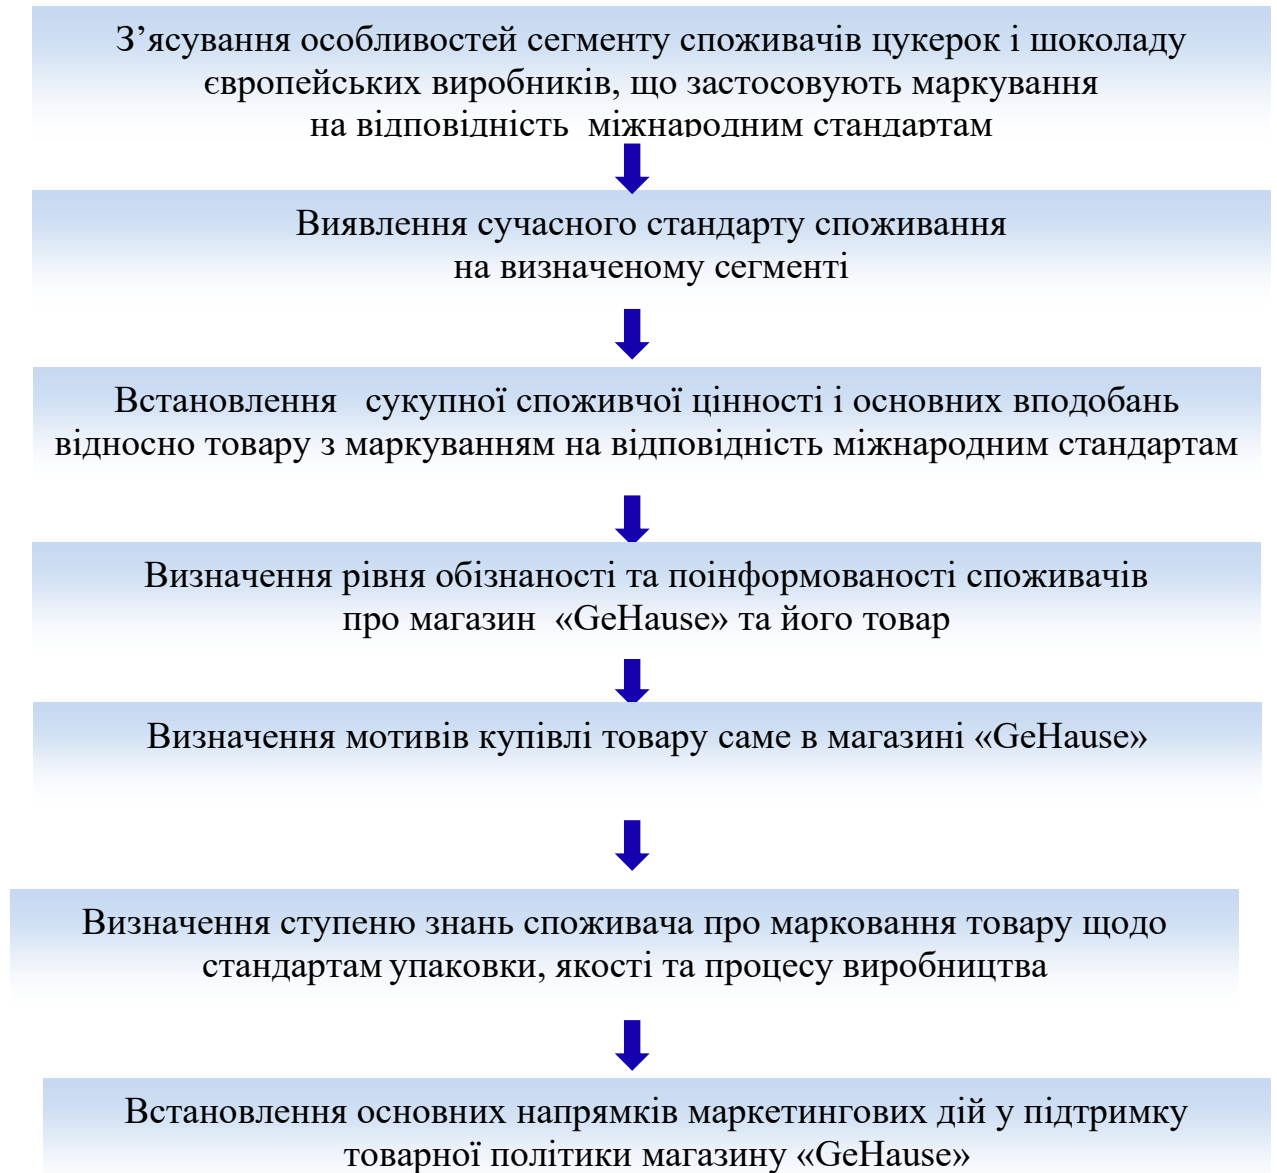 З’ясування особливостей сегменту споживачів цукерок і шоколаду
європейських виробників, що застосовують маркування
на відповідність міжнародним стандартам
Виявлення сучасного стандарту споживання
на визначеному сегменті
Встановлення сукупної споживчої цінності і основних вподобань
відносно товару з маркуванням на відповідність міжнародним стандартам
Визначення рівня обізнаності та поінформованості споживачів
про магазин «GeHause» та його товар
Визначення мотивів купівлі товару саме в магазині «GeHause»
Визначення ступеню знань споживача про марковання товару щодо
стандартам упаковки, якості та процесу виробництва
Встановлення основних напрямків маркетингових дій у підтримку
товарної політики магазину «GeHause»